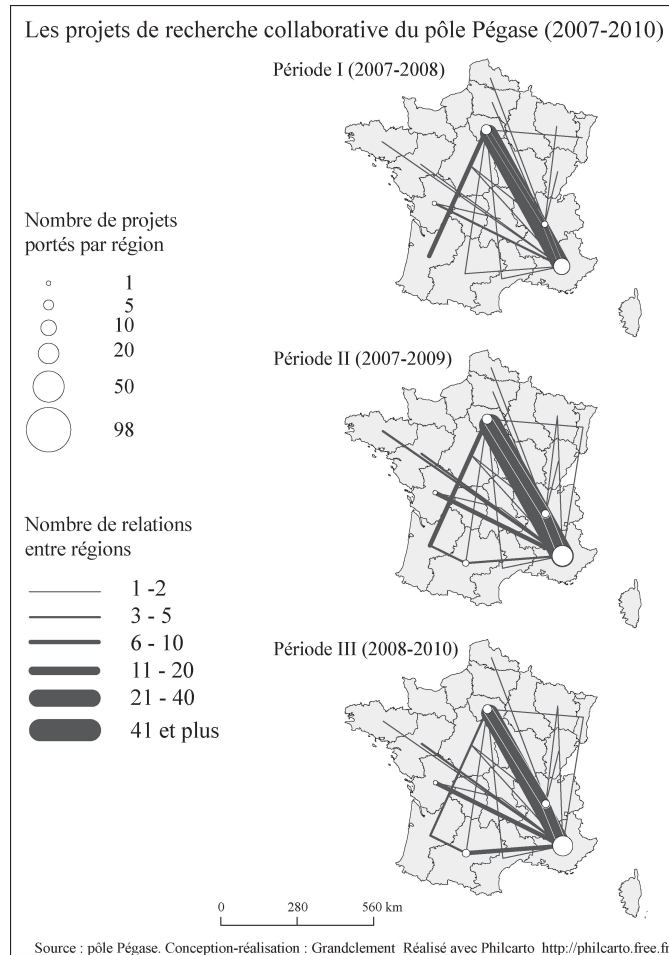 Les projets de recherche collaborative du pôle Pégase (2007-2010)
Période I (2007-2008)
Nombre de projets
portés par région
1
5
10
20
50
98
Période II (2007-2009)
Nombre de relations
entre régions
1 -2
3 - 5
6 - 10
11 - 20
21 - 40
41 et plus
Période III (2008-2010)
0 280 560 km
Source : pôle Pégase. Conception-réalisation : Grandclement Réalisé avec Philcarto http://philcarto.free.fr